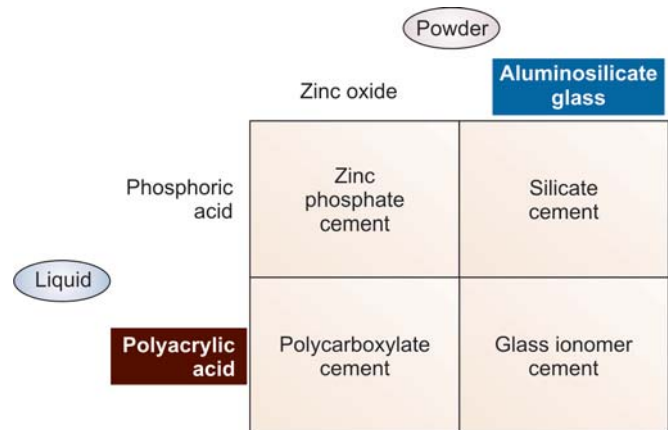 Powder
Zinc oxide
Aluminosilicate
glass
Phosphoric
acid
Zinc
phosphate
cement
Silicate
cement
Liquid
Polyacrylic
acid
Polycarboxylate
cement
Glass ionomer
cement